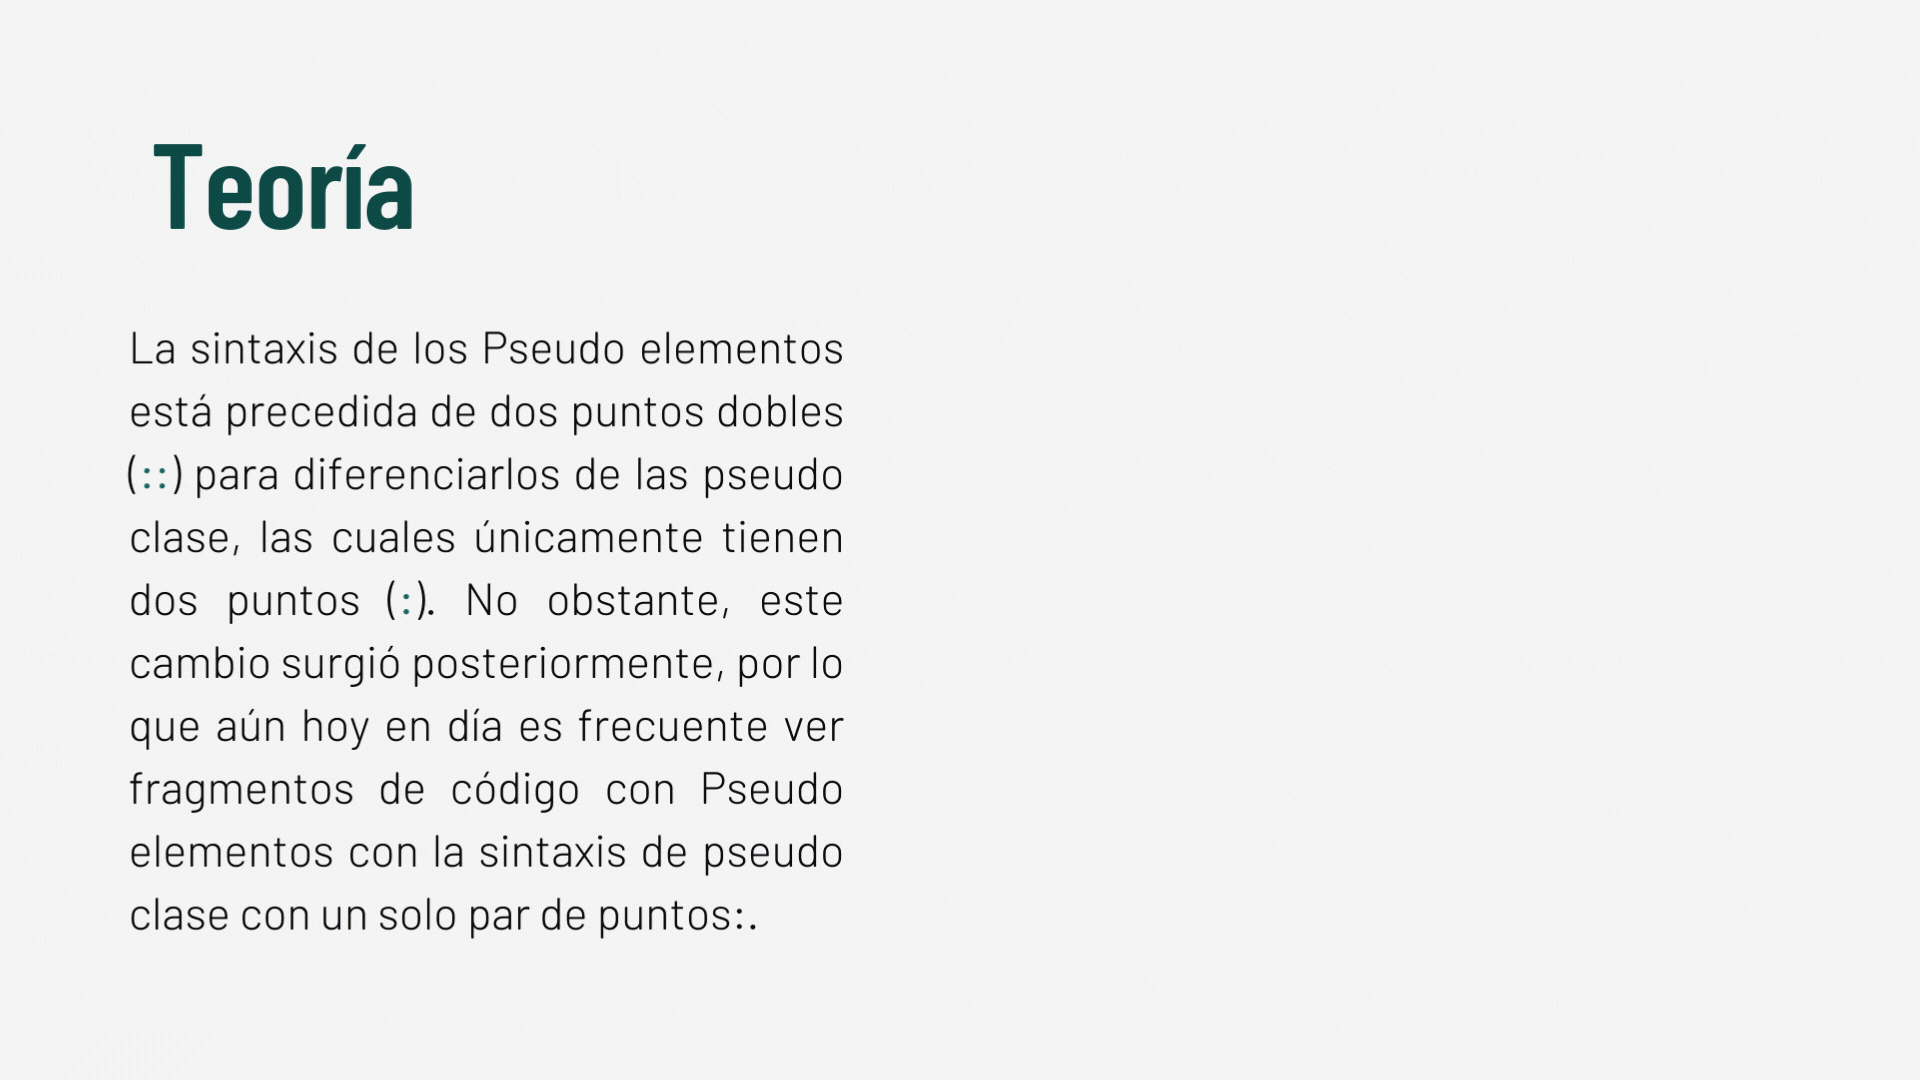 Teoría
La sintaxis de los Pseudo elementos
está precedida de dos puntos dobles
(::) para diferenciarlos de las pseudo
clase, las cuales únicamente tienen
dos puntos (:). No obstante, este
cambio surgió posteriormente, por lo
que aún hoy en día es frecuente ver
fragmentos de código con Pseudo
elementos con la sintaxis de pseudo
clase con un solo par de puntos:.